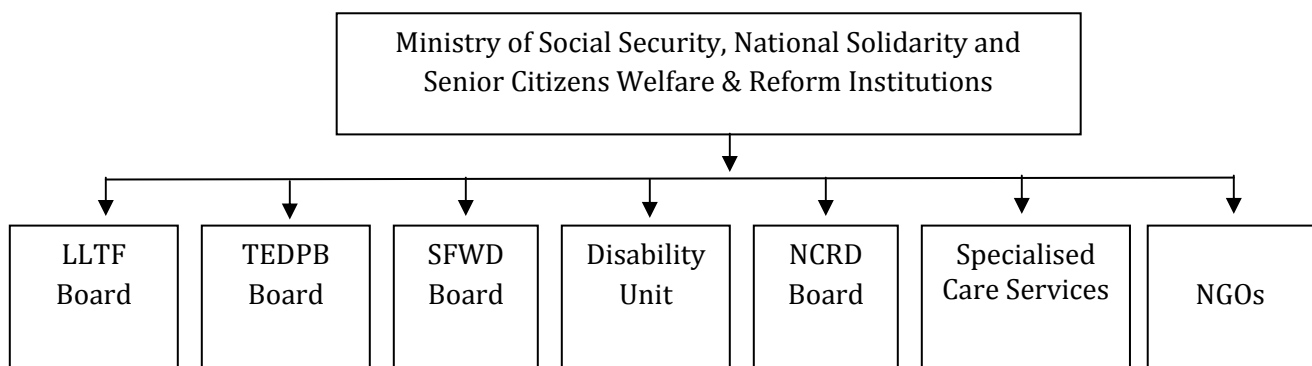 Ministry of Social Security, National Solidarity and
Senior Citizens Welfare & Reform Institutions
LLTF
Board
TEDPB
Board
SFWD
Board
Disability
Unit
NCRD
Board
Specialised
Care Services
NGOs